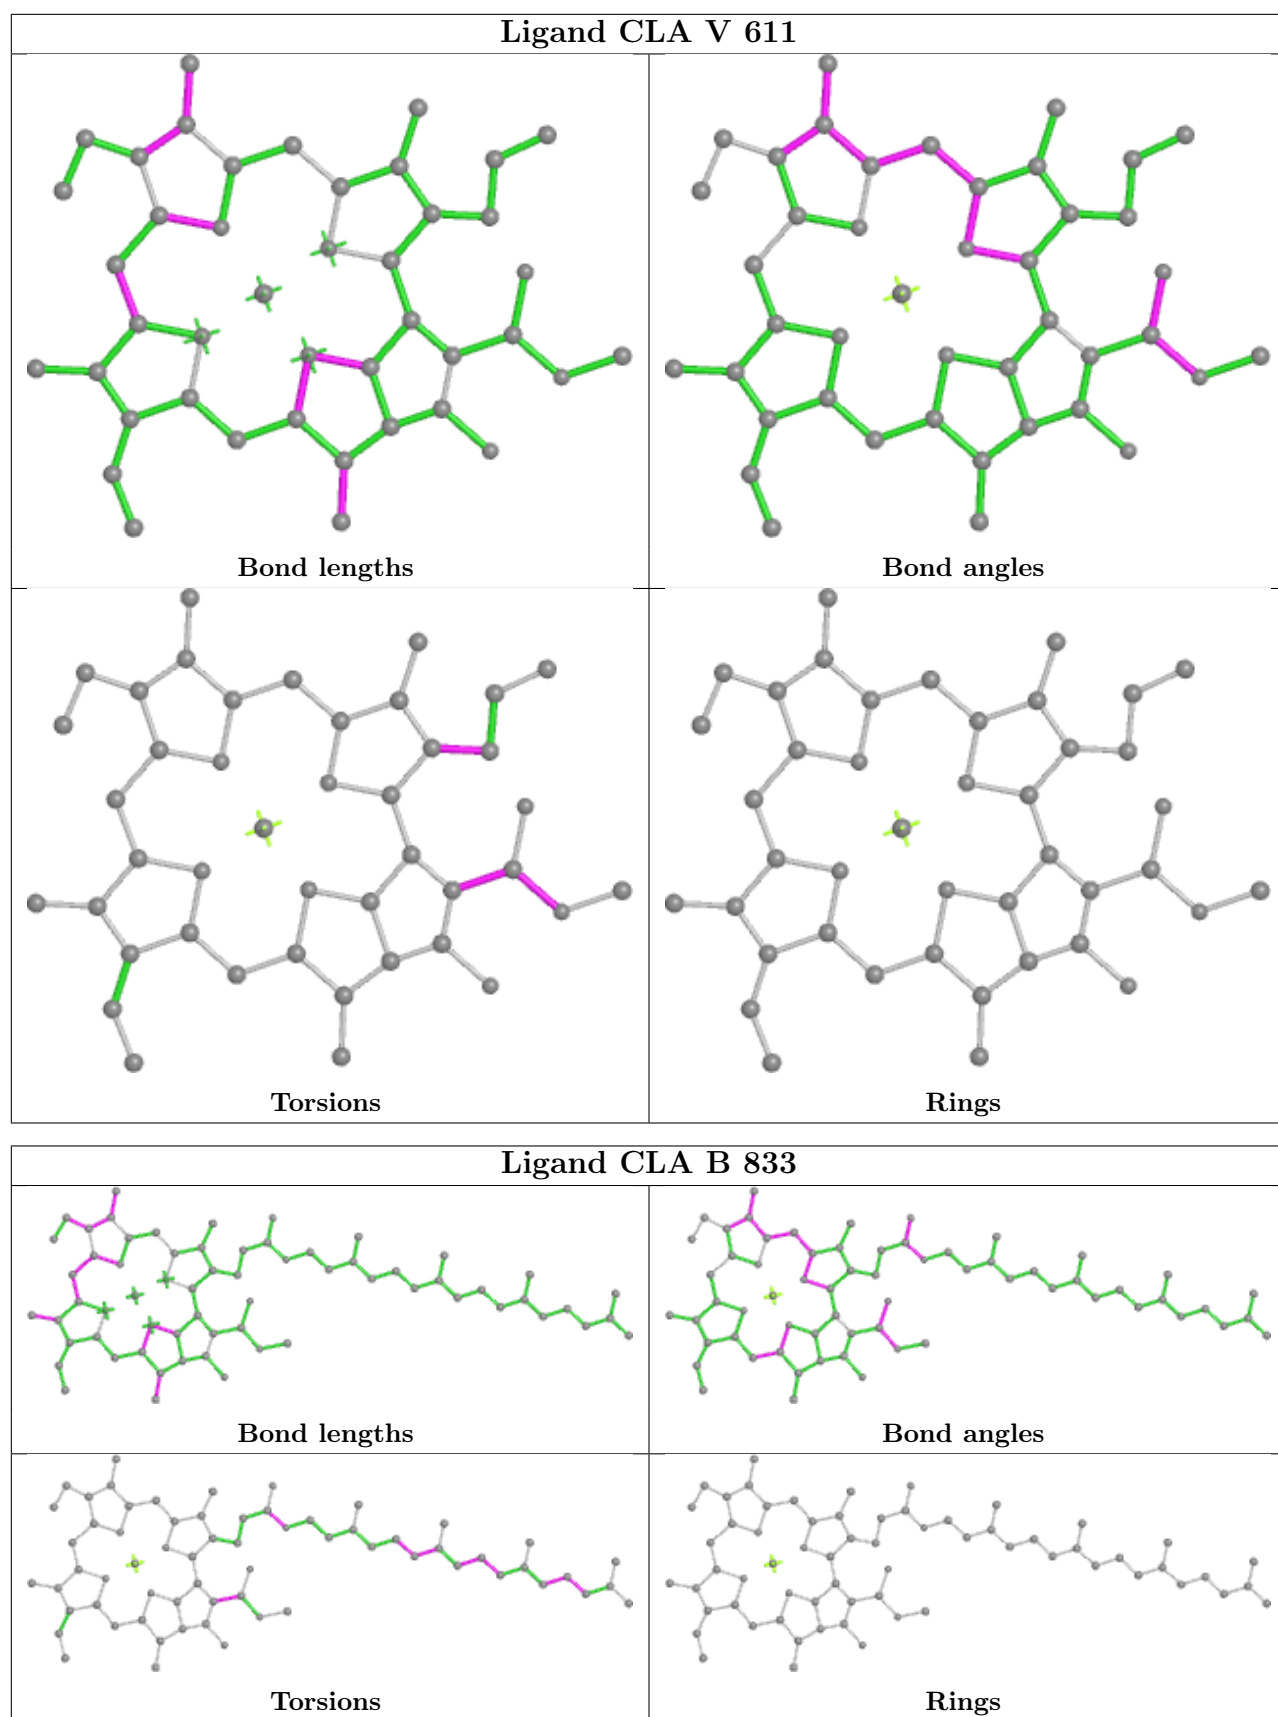 Ligand CLA V 611
Bond lengths
Bond angles
Torsions
Rings
Ligand CLA B 833
Bond lengths
Bond angles
Torsions
Rings